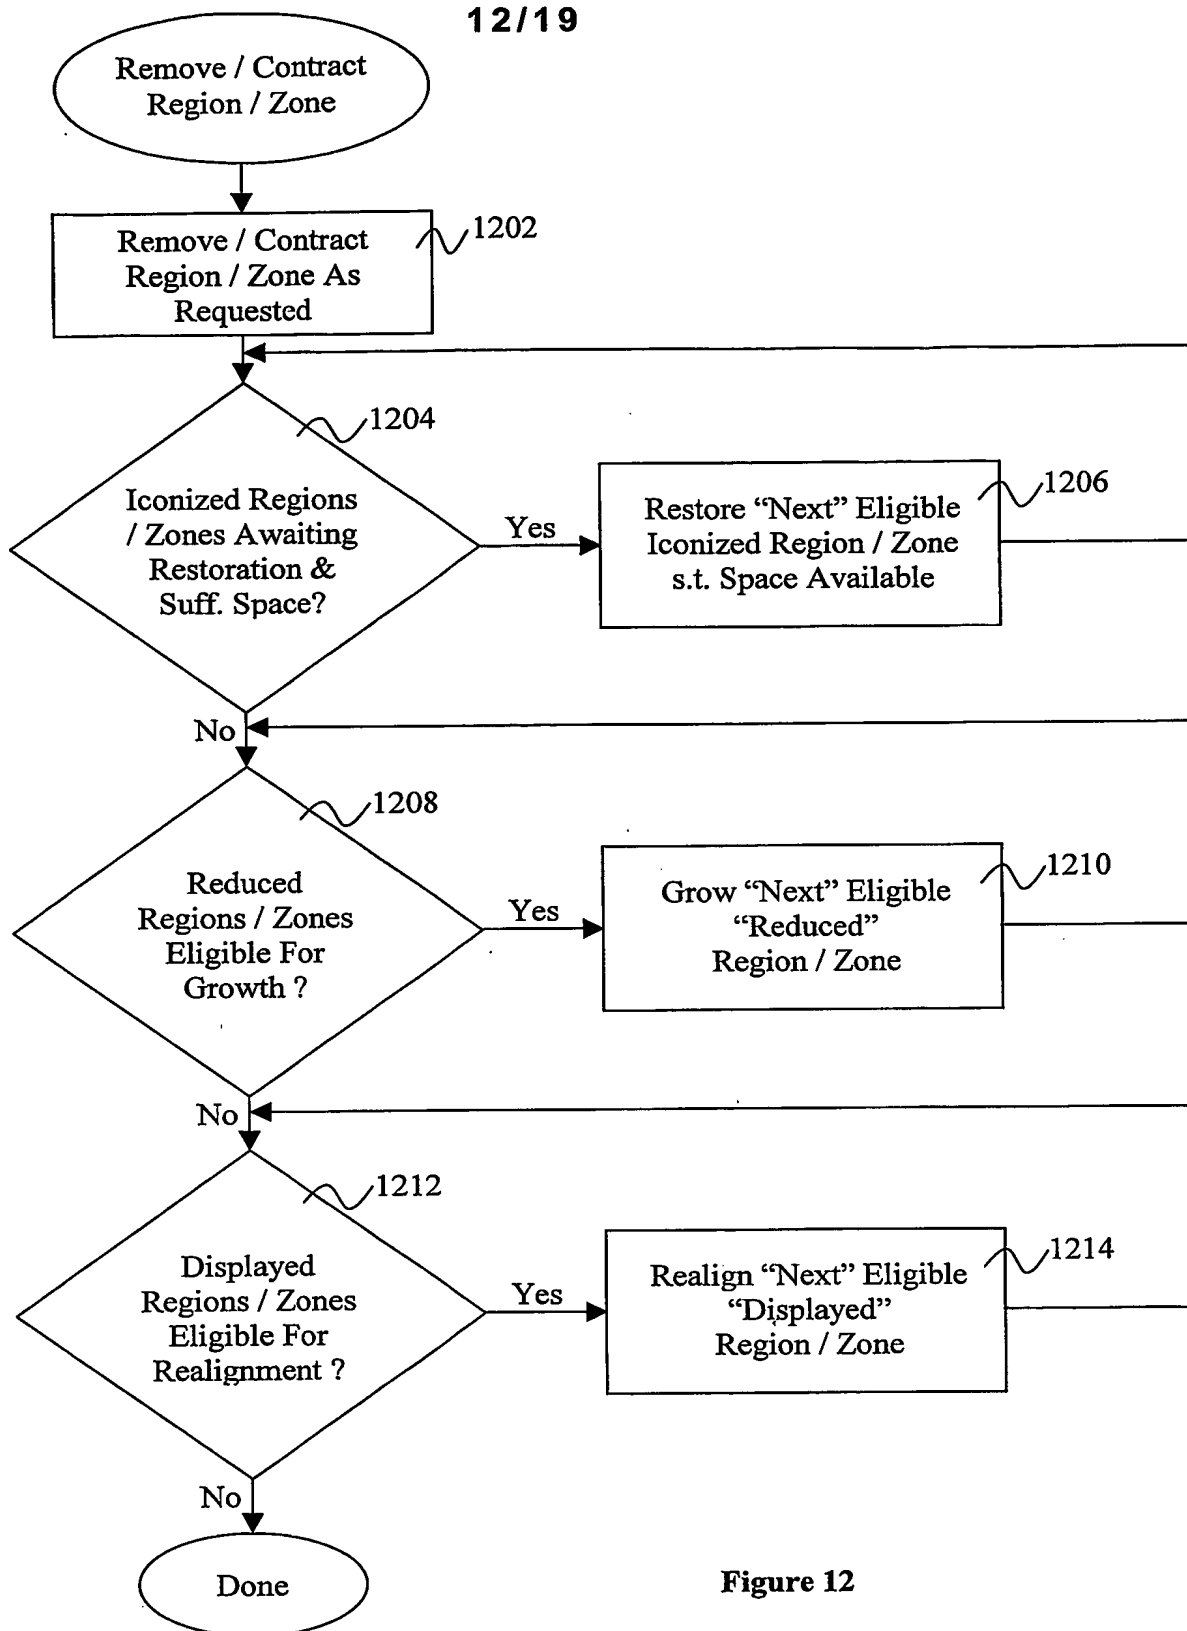 12/19
Remove / Contract
Region / Zone
Remove / Contract
Region / Zone As
Requested
1202
1204
Iconized Regions
/ Zones Awaiting
Restoration &
Suff. Space?
Yes
Restore “Next” Eligible
Iconized Region / Zone
s.t. Space Available
1206
No
1208
Reduced
Regions / Zones
Eligible For
Growth ?
Yes
Grow “Next” Eligible
“Reduced”
Region / Zone
1210
No
1212
Displayed
Regions / Zones
Eligible For
Realignment ?
Yes
Realign “Next” Eligible
“Displayed”
Region / Zone
1214
No
Done
Figure 12